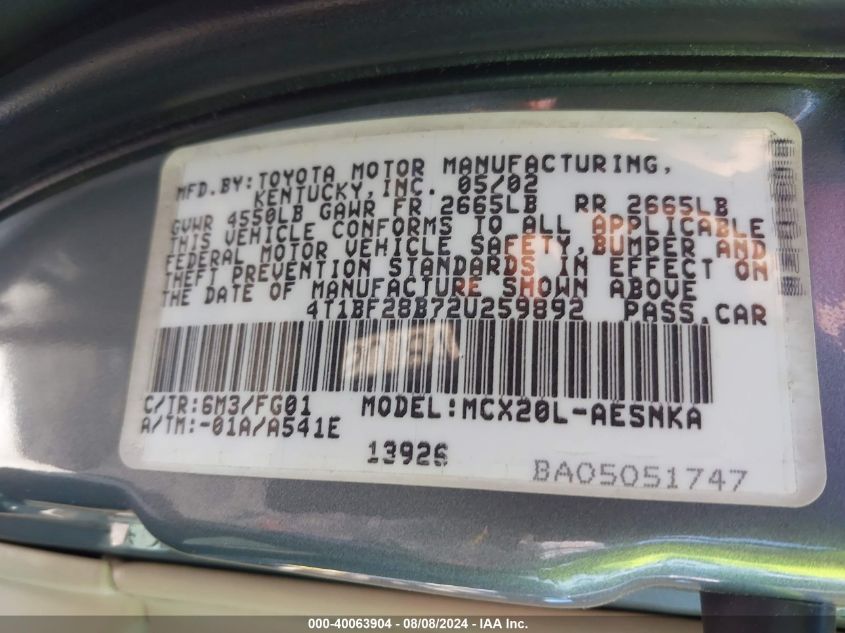 MFD. BY: TOYOTA MOTOR MANUFACTURING,
KENTUCKY, INC. 05/02
GVWR 4550LB GAWR FR 2665LB RR 2665LB
THIS VEHICLE CONFORMS TO ALL APPLICABLE
FEDERAL MOTOR VEHICLE SAFETY, BUMPER AND
THEFT PREVENTION STANDARDS IN EFFECT ON
THE DATE OF MANUFACTURE SHOWN ABOVE
4T1BF28B72U259892 PASS.CAR
C/TR:6M3/FG01 MODEL:MCX20L-AESNKA
A/TM:-01A/A541E
13926
BA05051747
000-40063904 - 08/08/2024 - IAA Inc.